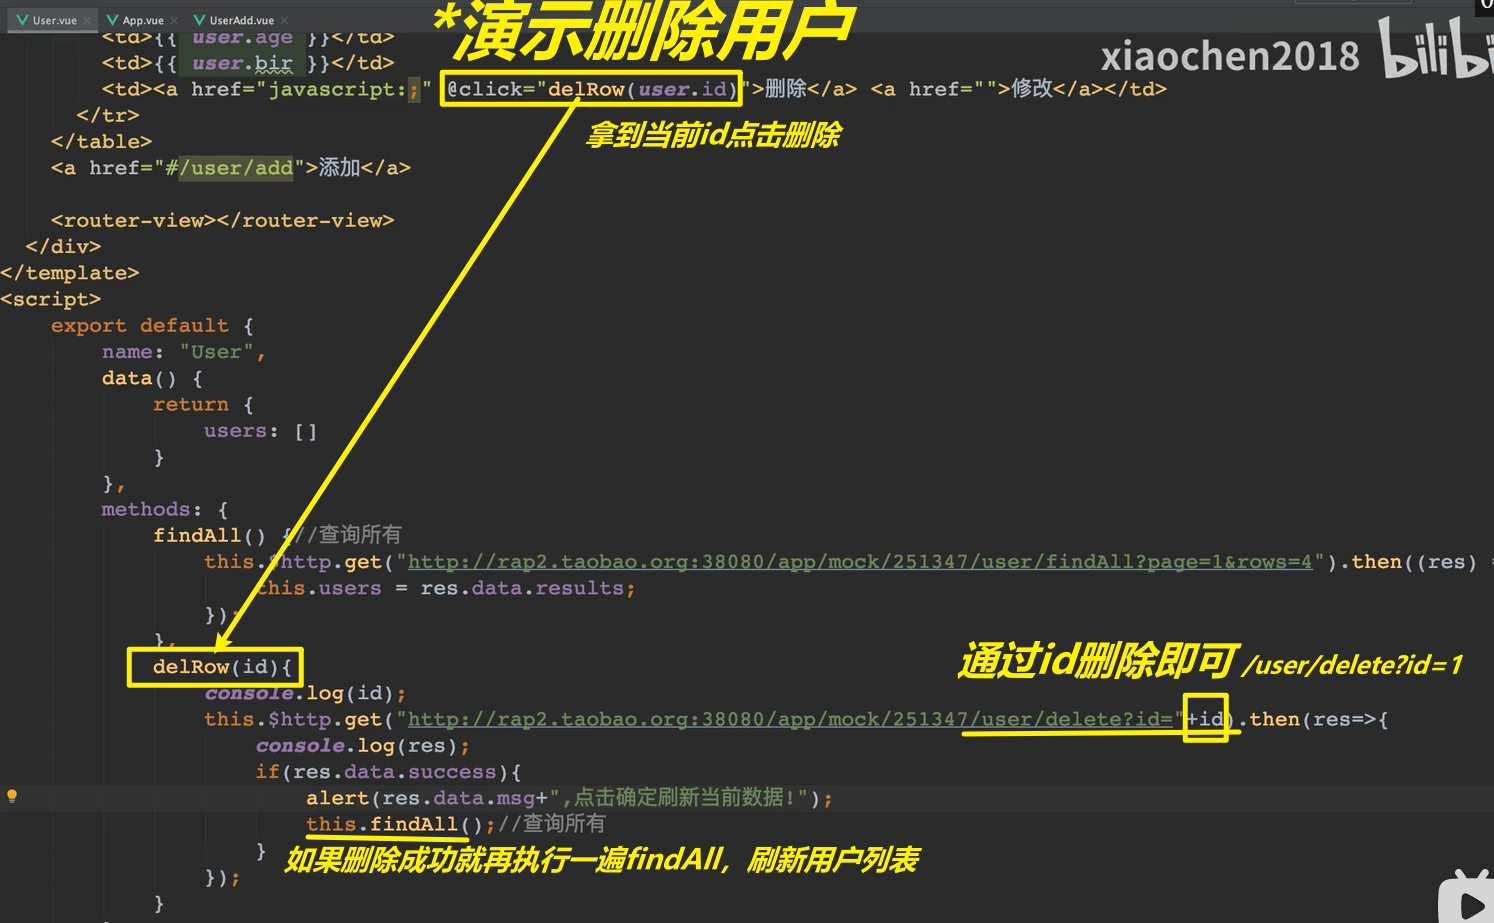 User.vue × App.vue × UserAdd.vue ×
*演示删除用户
xiaochen2018 bilibi
<td>{{ user.age }}</td>
<td>{{ user.bir }}</td>
<td><a href="javascript:;" @click="delRow(user.id)">删除</a> <a href="">修改</a></td>
</tr>
拿到当前id点击删除
</table>
<a href="#/user/add">添加</a>
<router-view></router-view>
</div>
</template>
<script>
export default {
name: "User",
data() {
return {
users: []
}
},
methods: {
findAll() {//查询所有
this.$http.get("http://rap2.taobao.org:38080/app/mock/251347/user/findAll?page=1&rows=4").then((res) =
this.users = res.data.results;
});
},
delRow(id){
通过id删除即可 /user/delete?id=1
console.log(id);
this.$http.get("http://rap2.taobao.org:38080/app/mock/251347/user/delete?id="+id).then(res=>{
console.log(res);
if(res.data.success){
alert(res.data.msg+",点击确定刷新当前数据!");
this.findAll();//查询所有
}
如果删除成功就再执行一遍findAll，刷新用户列表
});
}